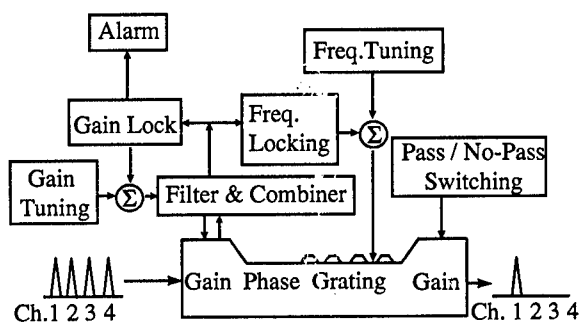 Alarm
Freq.Tuning
Gain Lock
Freq.
Locking
Σ
Pass / No-Pass
Switching
Gain
Tuning
Σ
Filter & Combiner
Gain Phase Grating Gain
Ch. 1 2 3 4
Ch. 1 2 3 4